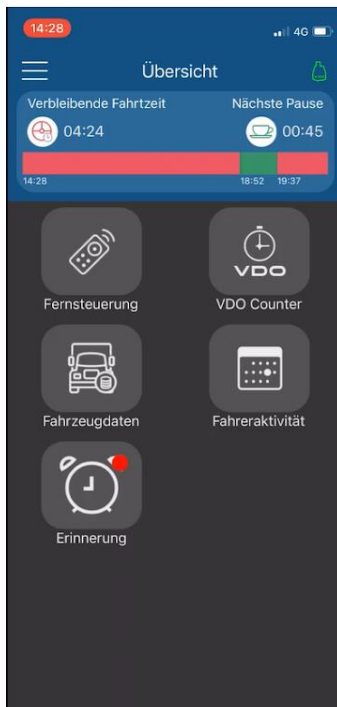 14:28
4G
Übersicht
Verbleibende Fahrtzeit
Nächste Pause
04:24
00:45
14:28
18:52
19:37
VDO
Fernsteuerung
VDO Counter
Fahrzeugdaten
Fahreraktivität
Erinnerung